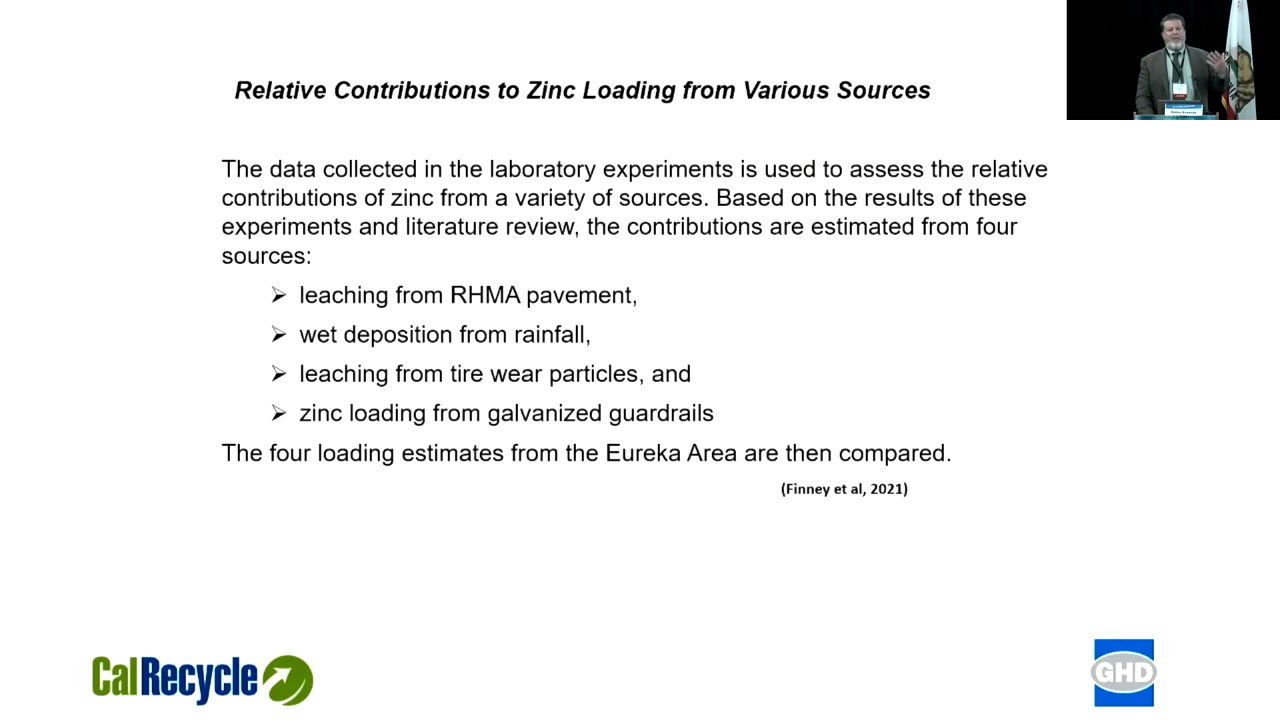 Relative Contributions to Zinc Loading from Various Sources
The data collected in the laboratory experiments is used to assess the relative
contributions of zinc from a variety of sources. Based on the results of these
experiments and literature review, the contributions are estimated from four
sources:
leaching from RHMA pavement,
wet deposition from rainfall,
leaching from tire wear particles, and
zinc loading from galvanized guardrails
The four loading estimates from the Eureka Area are then compared.
(Finney et al, 2021)
CalRecycle
GHD